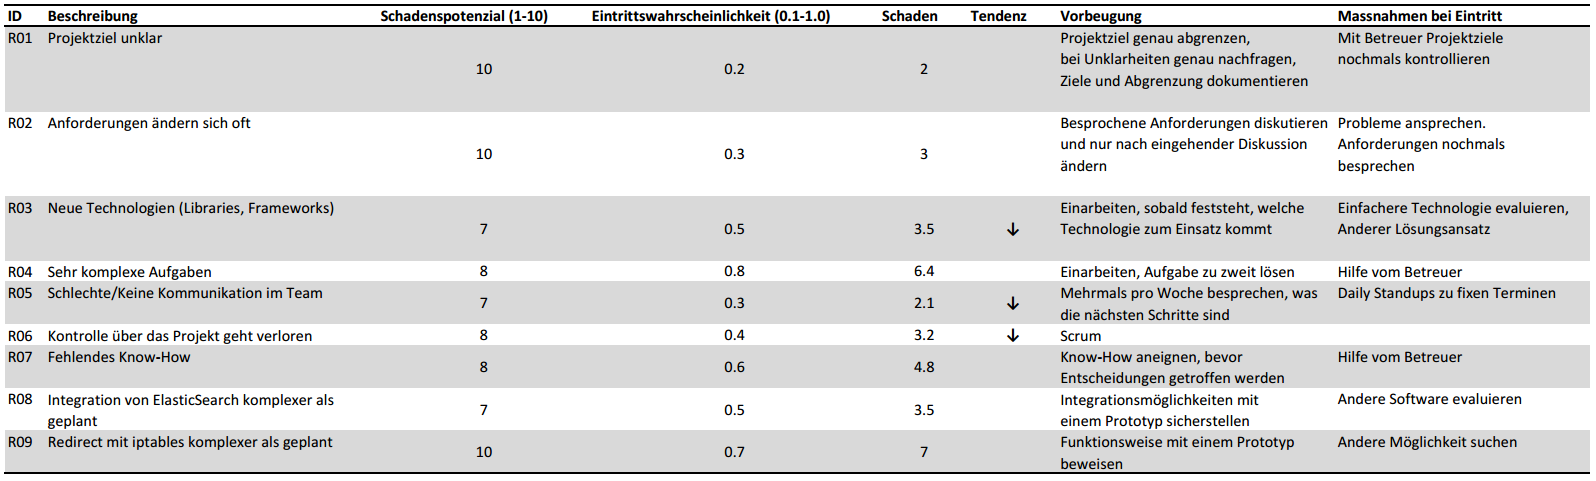 ID Beschreibung Schadenspotenzial (1-10) Eintrittswahrscheinlichkeit (0.1-1.0) Schaden Tendenz Vorbeugung Massnahmen bei Eintritt
R01 Projektziel unklar 10 0.2 2 Projektziel genau abgrenzen, Mit Betreuer Projektziele
bei Unklarheiten genau nachfragen, nochmals kontrollieren
Ziele und Abgrenzung dokumentieren
R02 Anforderungen ändern sich oft 10 0.3 3 Besprochene Anforderungen diskutieren Probleme ansprechen.
und nur nach eingehender Diskussion Anforderungen nochmals
ändern besprechen
R03 Neue Technologien (Libraries, Frameworks) 7 0.5 3.5 ↓ Einarbeiten, sobald feststeht, welche Einfachere Technologie evaluieren,
Technologie zum Einsatz kommt Anderer Lösungsansatz
R04 Sehr komplexe Aufgaben 8 0.8 6.4 Einarbeiten, Aufgabe zu zweit lösen Hilfe vom Betreuer
R05 Schlechte/Keine Kommunikation im Team 7 0.3 2.1 ↓ Mehrmals pro Woche besprechen, was Daily Standups zu fixen Terminen
die nächsten Schritte sind
R06 Kontrolle über das Projekt geht verloren 8 0.4 3.2 ↓ Scrum
R07 Fehlendes Know-How 8 0.6 4.8 Know-How aneignen, bevor Hilfe vom Betreuer
Entscheidungen getroffen werden
R08 Integration von ElasticSearch komplexer als 7 0.5 3.5 Integrationsmöglichkeiten mit Andere Software evaluieren
geplant einem Prototyp sicherstellen
R09 Redirect mit iptables komplexer als geplant 10 0.7 7 Funktionsweise mit einem Prototyp Andere Möglichkeit suchen
beweisen